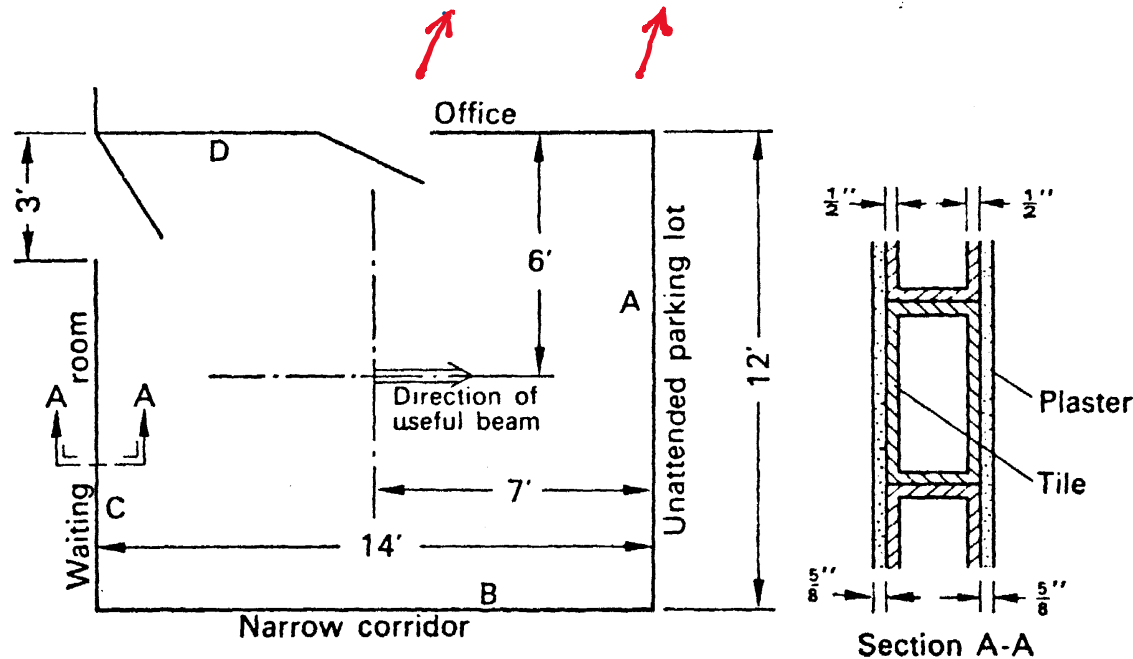 Office
D
3'
6'
A
Unattended parking lot
12'
Waiting room
A A
Direction of
useful beam
7'
C
14'
B
Narrow corridor
½" ½"
Plaster
Tile
⅝" ⅝"
Section A-A